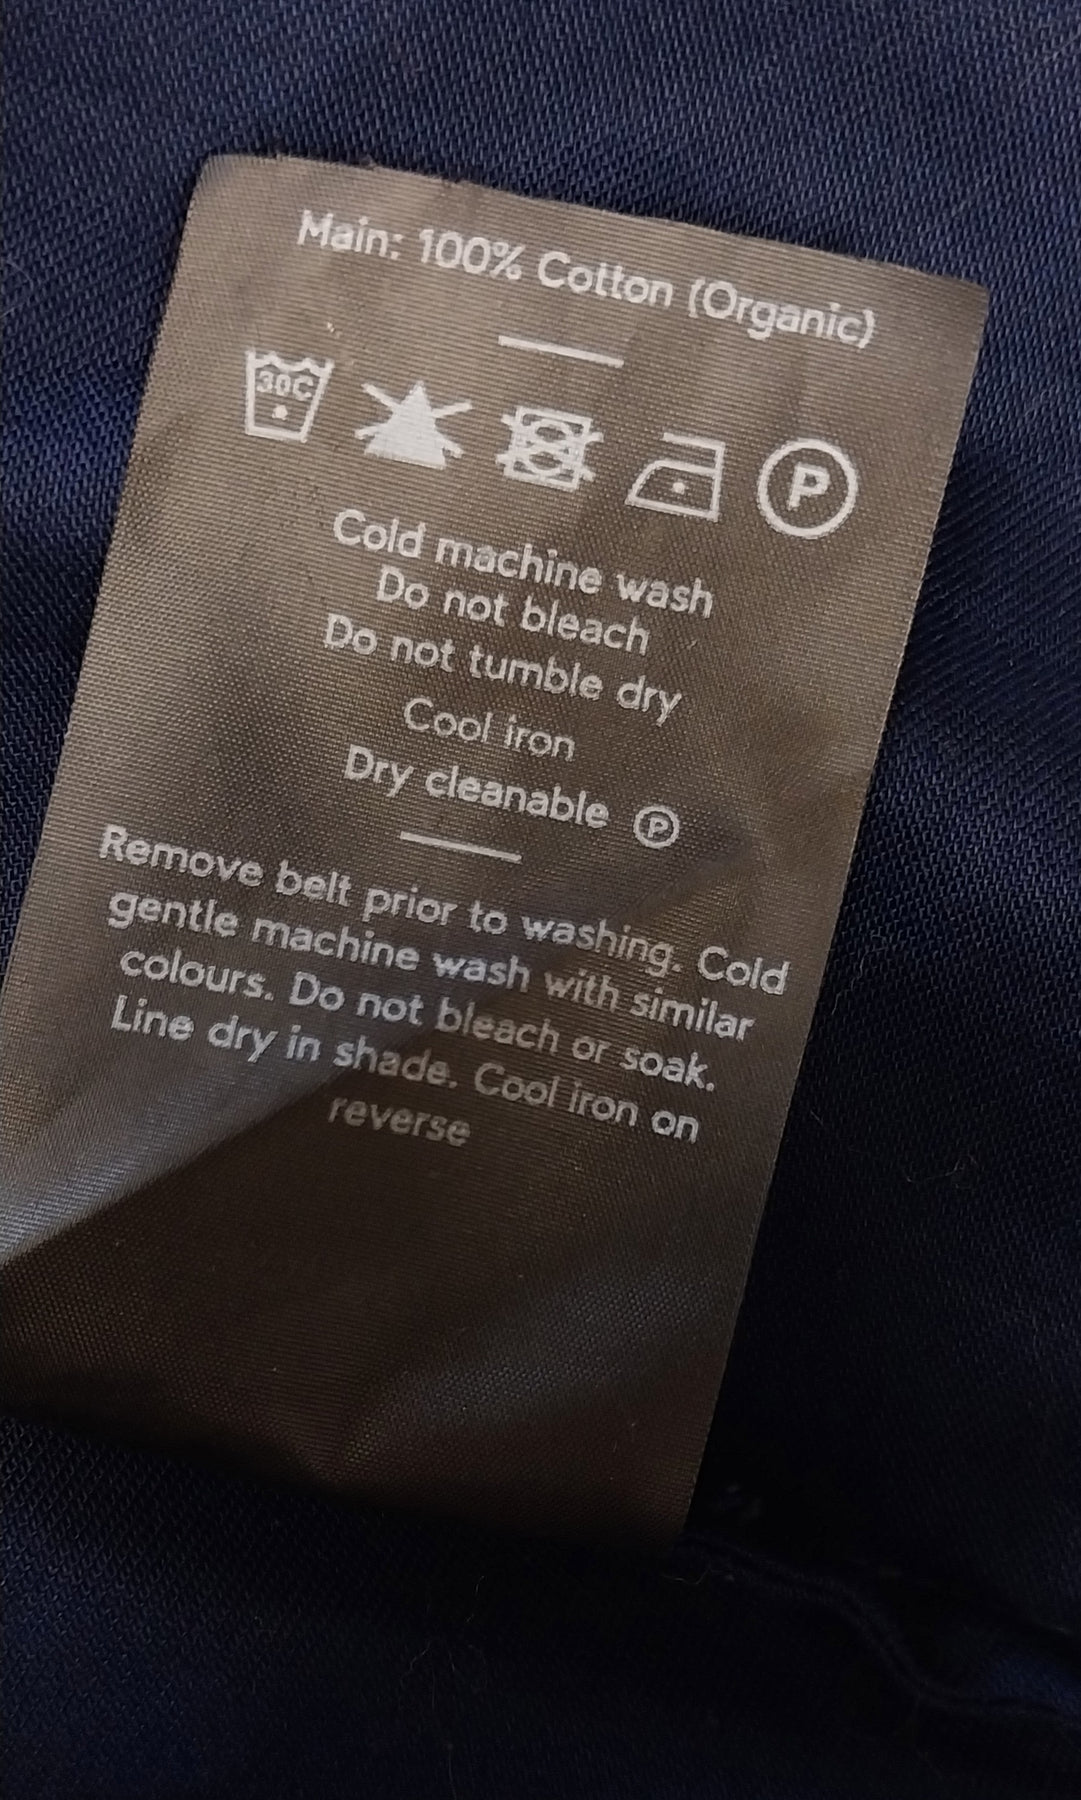 Main: 100% Cotton (Organic)
30C P
Cold machine wash
Do not bleach
Do not tumble dry
Cool iron
Dry cleanable Ⓟ
Remove belt prior to washing. Cold
gentle machine wash with similar
colours. Do not bleach or soak.
Line dry in shade. Cool iron on
reverse